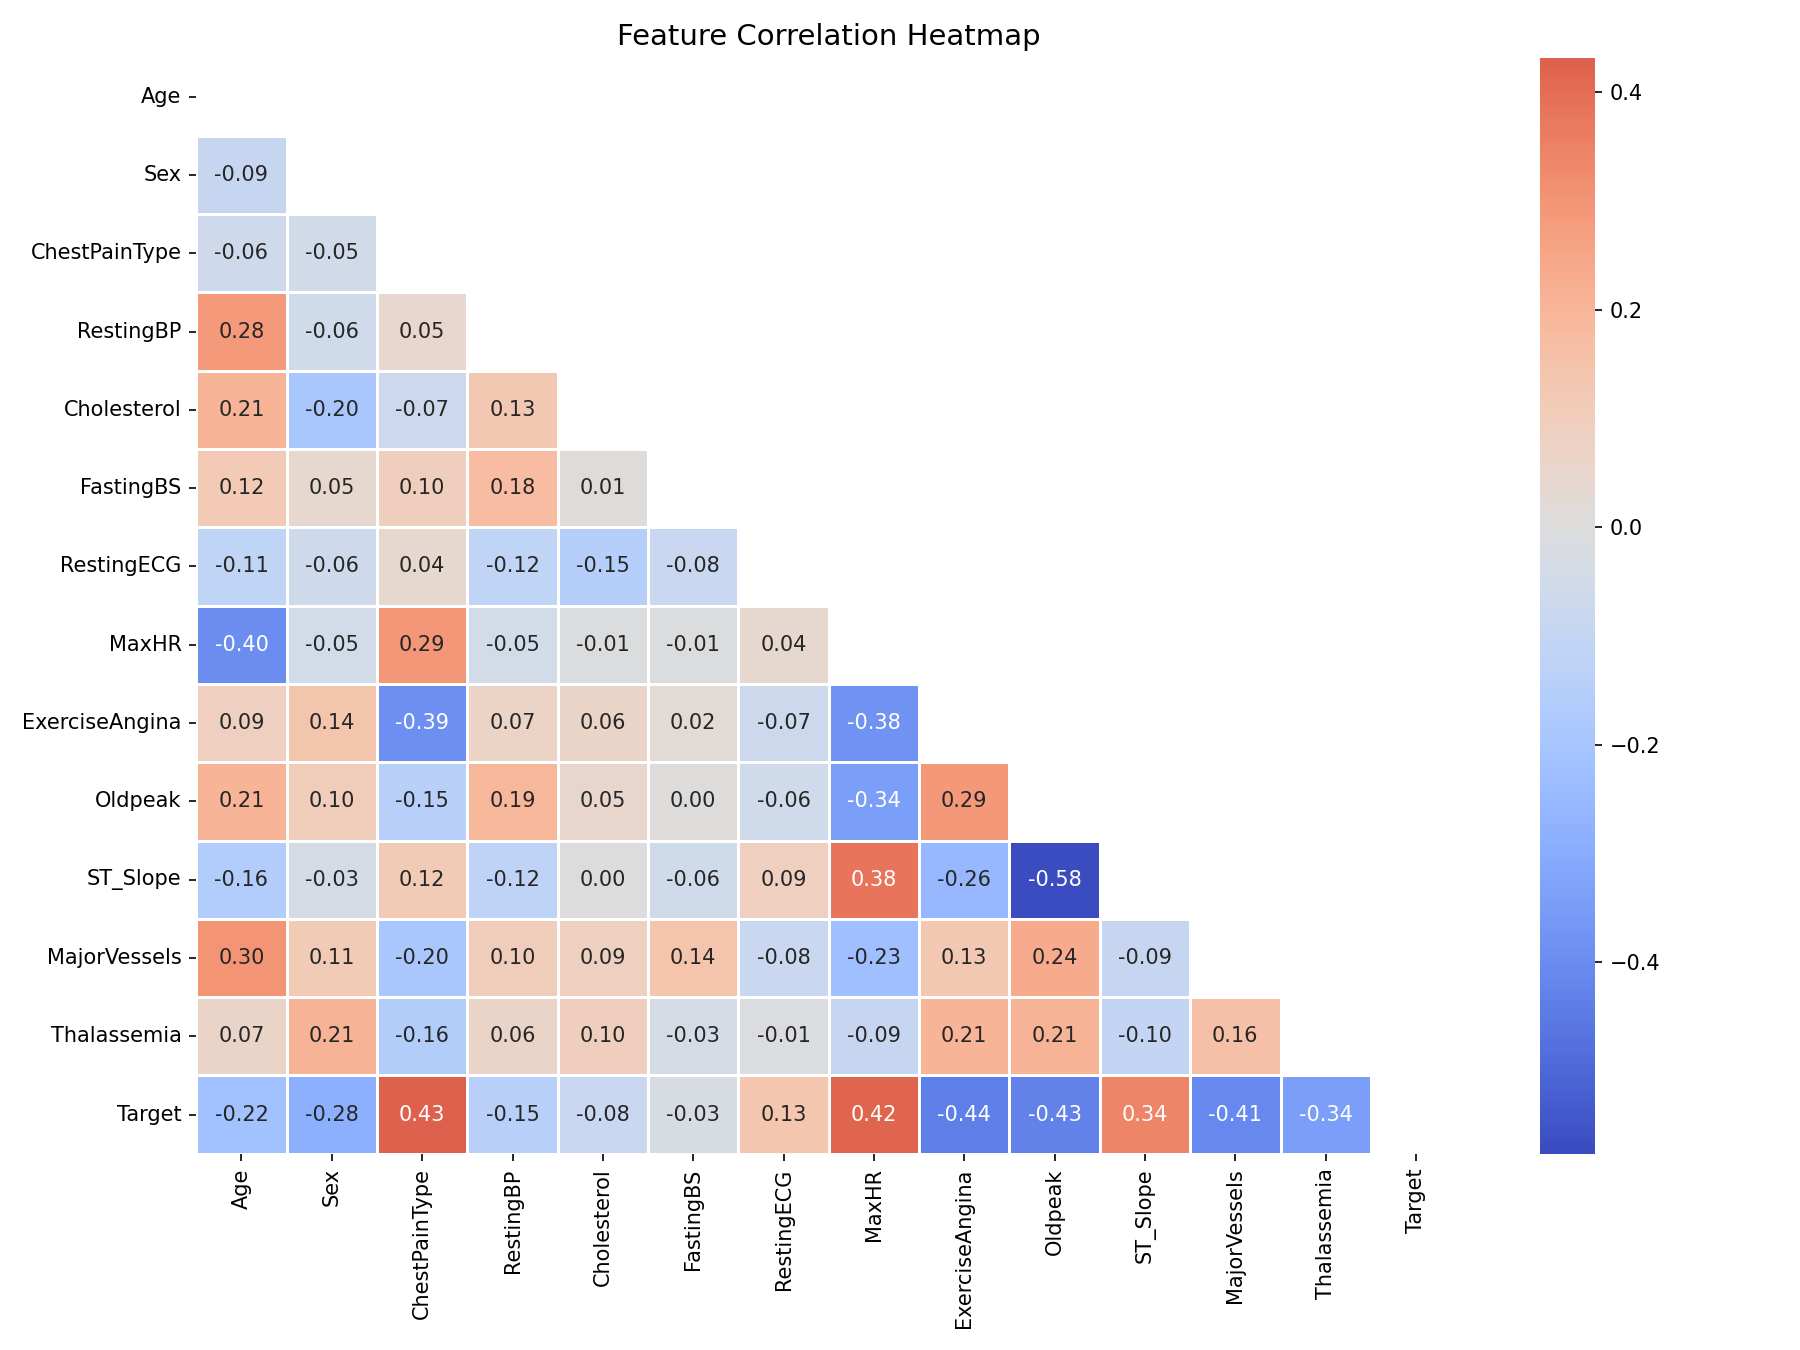 Feature Correlation Heatmap
Age
Sex -0.09
ChestPainType -0.06 -0.05
RestingBP 0.28 -0.06 0.05
Cholesterol 0.21 -0.20 -0.07 0.13
FastingBS 0.12 0.05 0.10 0.18 0.01
RestingECG -0.11 -0.06 0.04 -0.12 -0.15 -0.08
MaxHR -0.40 -0.05 0.29 -0.05 -0.01 -0.01 0.04
ExerciseAngina 0.09 0.14 -0.39 0.07 0.06 0.02 -0.07 -0.38
Oldpeak 0.21 0.10 -0.15 0.19 0.05 0.00 -0.06 -0.34 0.29
ST_Slope -0.16 -0.03 0.12 -0.12 0.00 -0.06 0.09 0.38 -0.26 -0.58
MajorVessels 0.30 0.11 -0.20 0.10 0.09 0.14 -0.08 -0.23 0.13 0.24 -0.09
Thalassemia 0.07 0.21 -0.16 0.06 0.10 -0.03 -0.01 -0.09 0.21 0.21 -0.10 0.16
Target -0.22 -0.28 0.43 -0.15 -0.08 -0.03 0.13 0.42 -0.44 -0.43 0.34 -0.41 -0.34
Age Sex ChestPainType RestingBP Cholesterol FastingBS RestingECG MaxHR ExerciseAngina Oldpeak ST_Slope MajorVessels Thalassemia Target
0.4
0.2
0.0
−0.2
−0.4